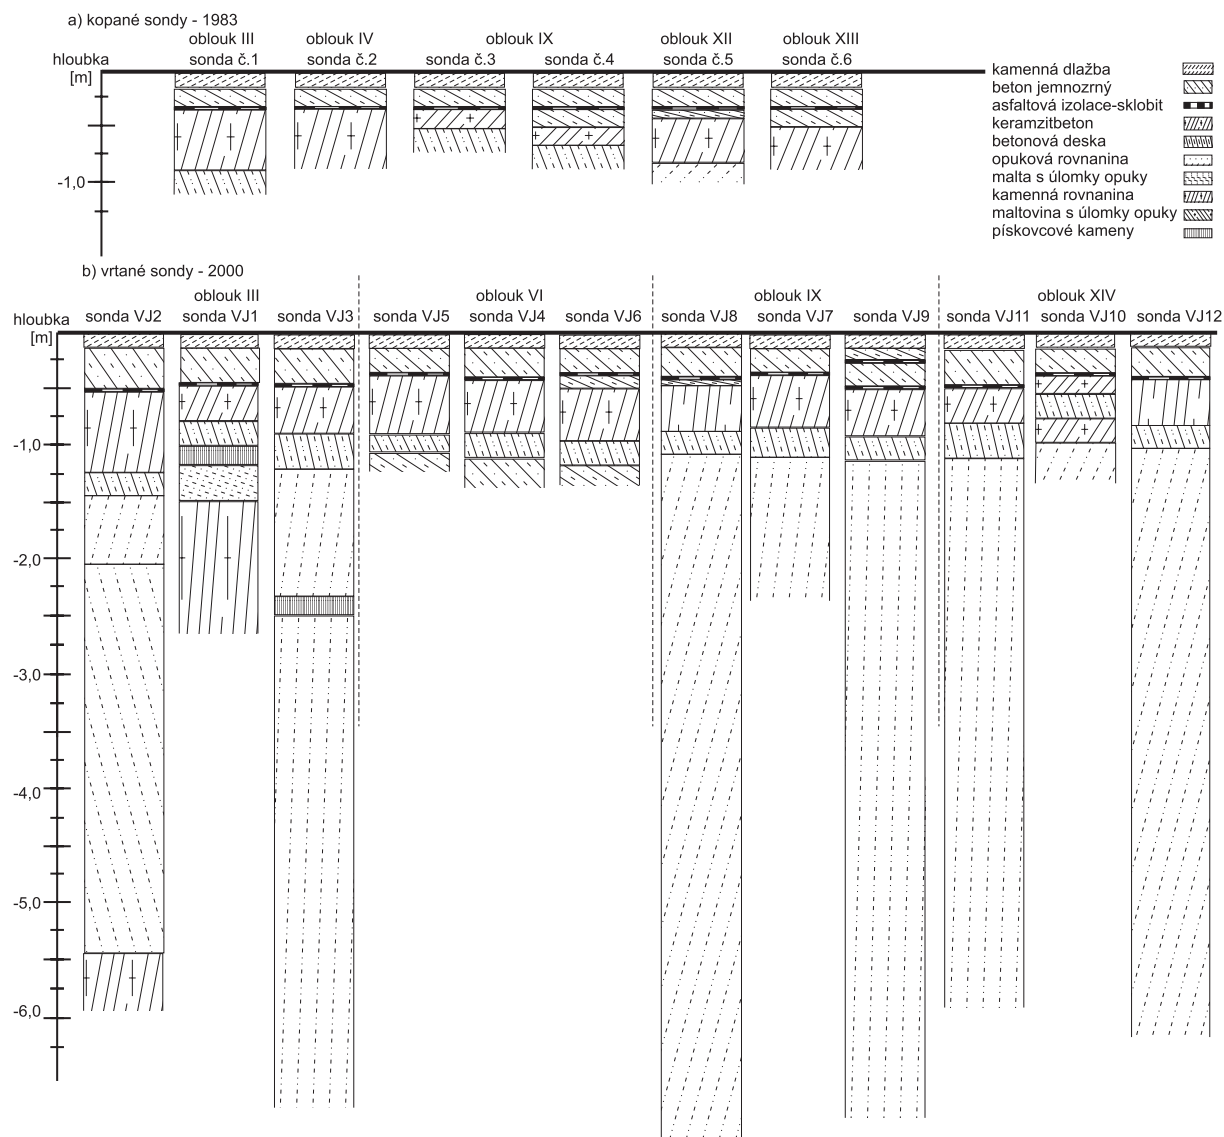 a) kopané sondy - 1983
oblouk III oblouk IV oblouk IX oblouk XII oblouk XIII
hloubka sonda č.1 sonda č.2 sonda č.3 sonda č.4 sonda č.5 sonda č.6
[m]
-1,0
kamenná dlažba
beton jemnozrný
asfaltová izolace-sklobit
keramzitbeton
betonová deska
opuková rovnanina
malta s úlomky opuky
kamenná rovnanina
maltovina s úlomky opuky
pískovcové kameny
b) vrtané sondy - 2000
oblouk III oblouk VI oblouk IX oblouk XIV
hloubka sonda VJ2 sonda VJ1 sonda VJ3 sonda VJ5 sonda VJ4 sonda VJ6 sonda VJ8 sonda VJ7 sonda VJ9 sonda VJ11 sonda VJ10 sonda VJ12
[m]
-1,0
-2,0
-3,0
-4,0
-5,0
-6,0